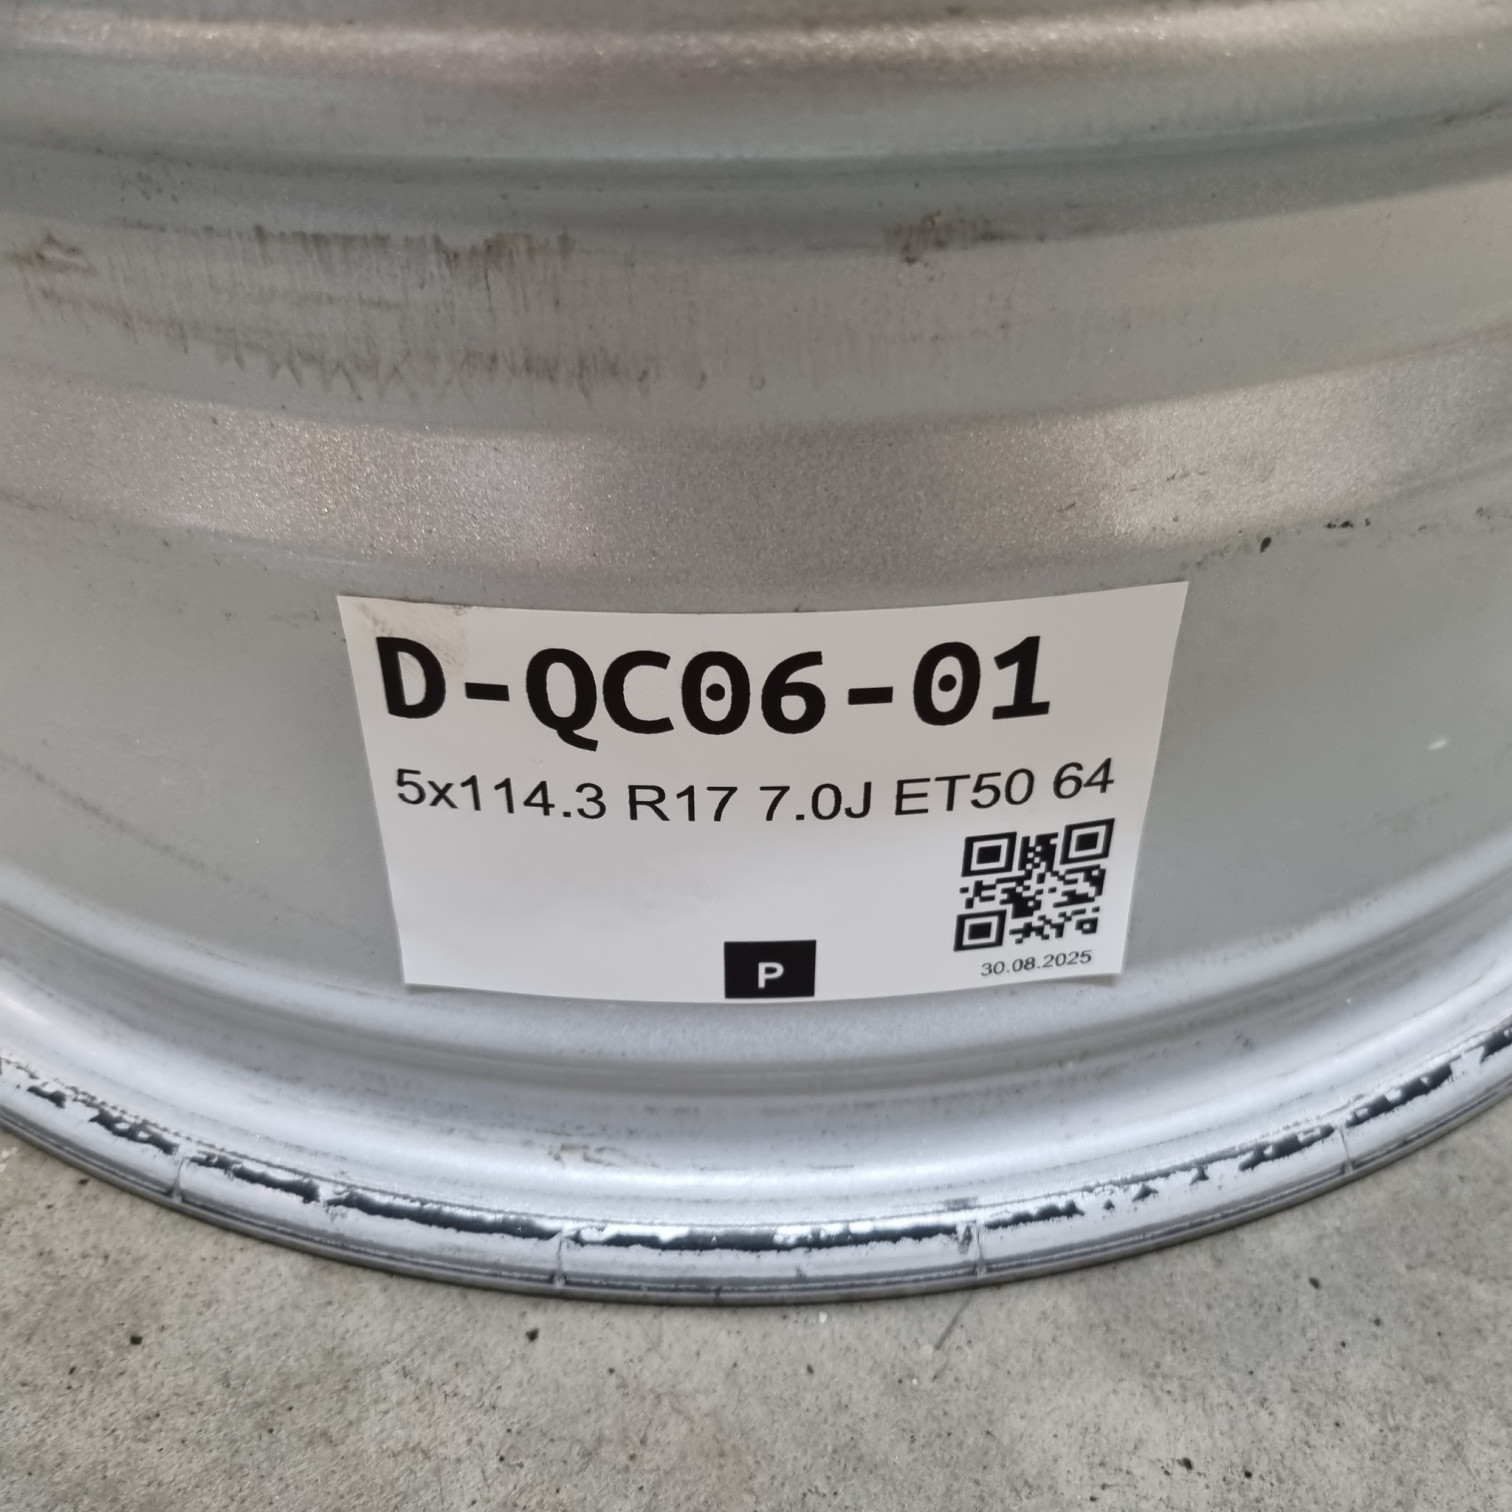 D-QC06-01
5x114.3 R17 7.0J ET50 64
P
30.08.2025